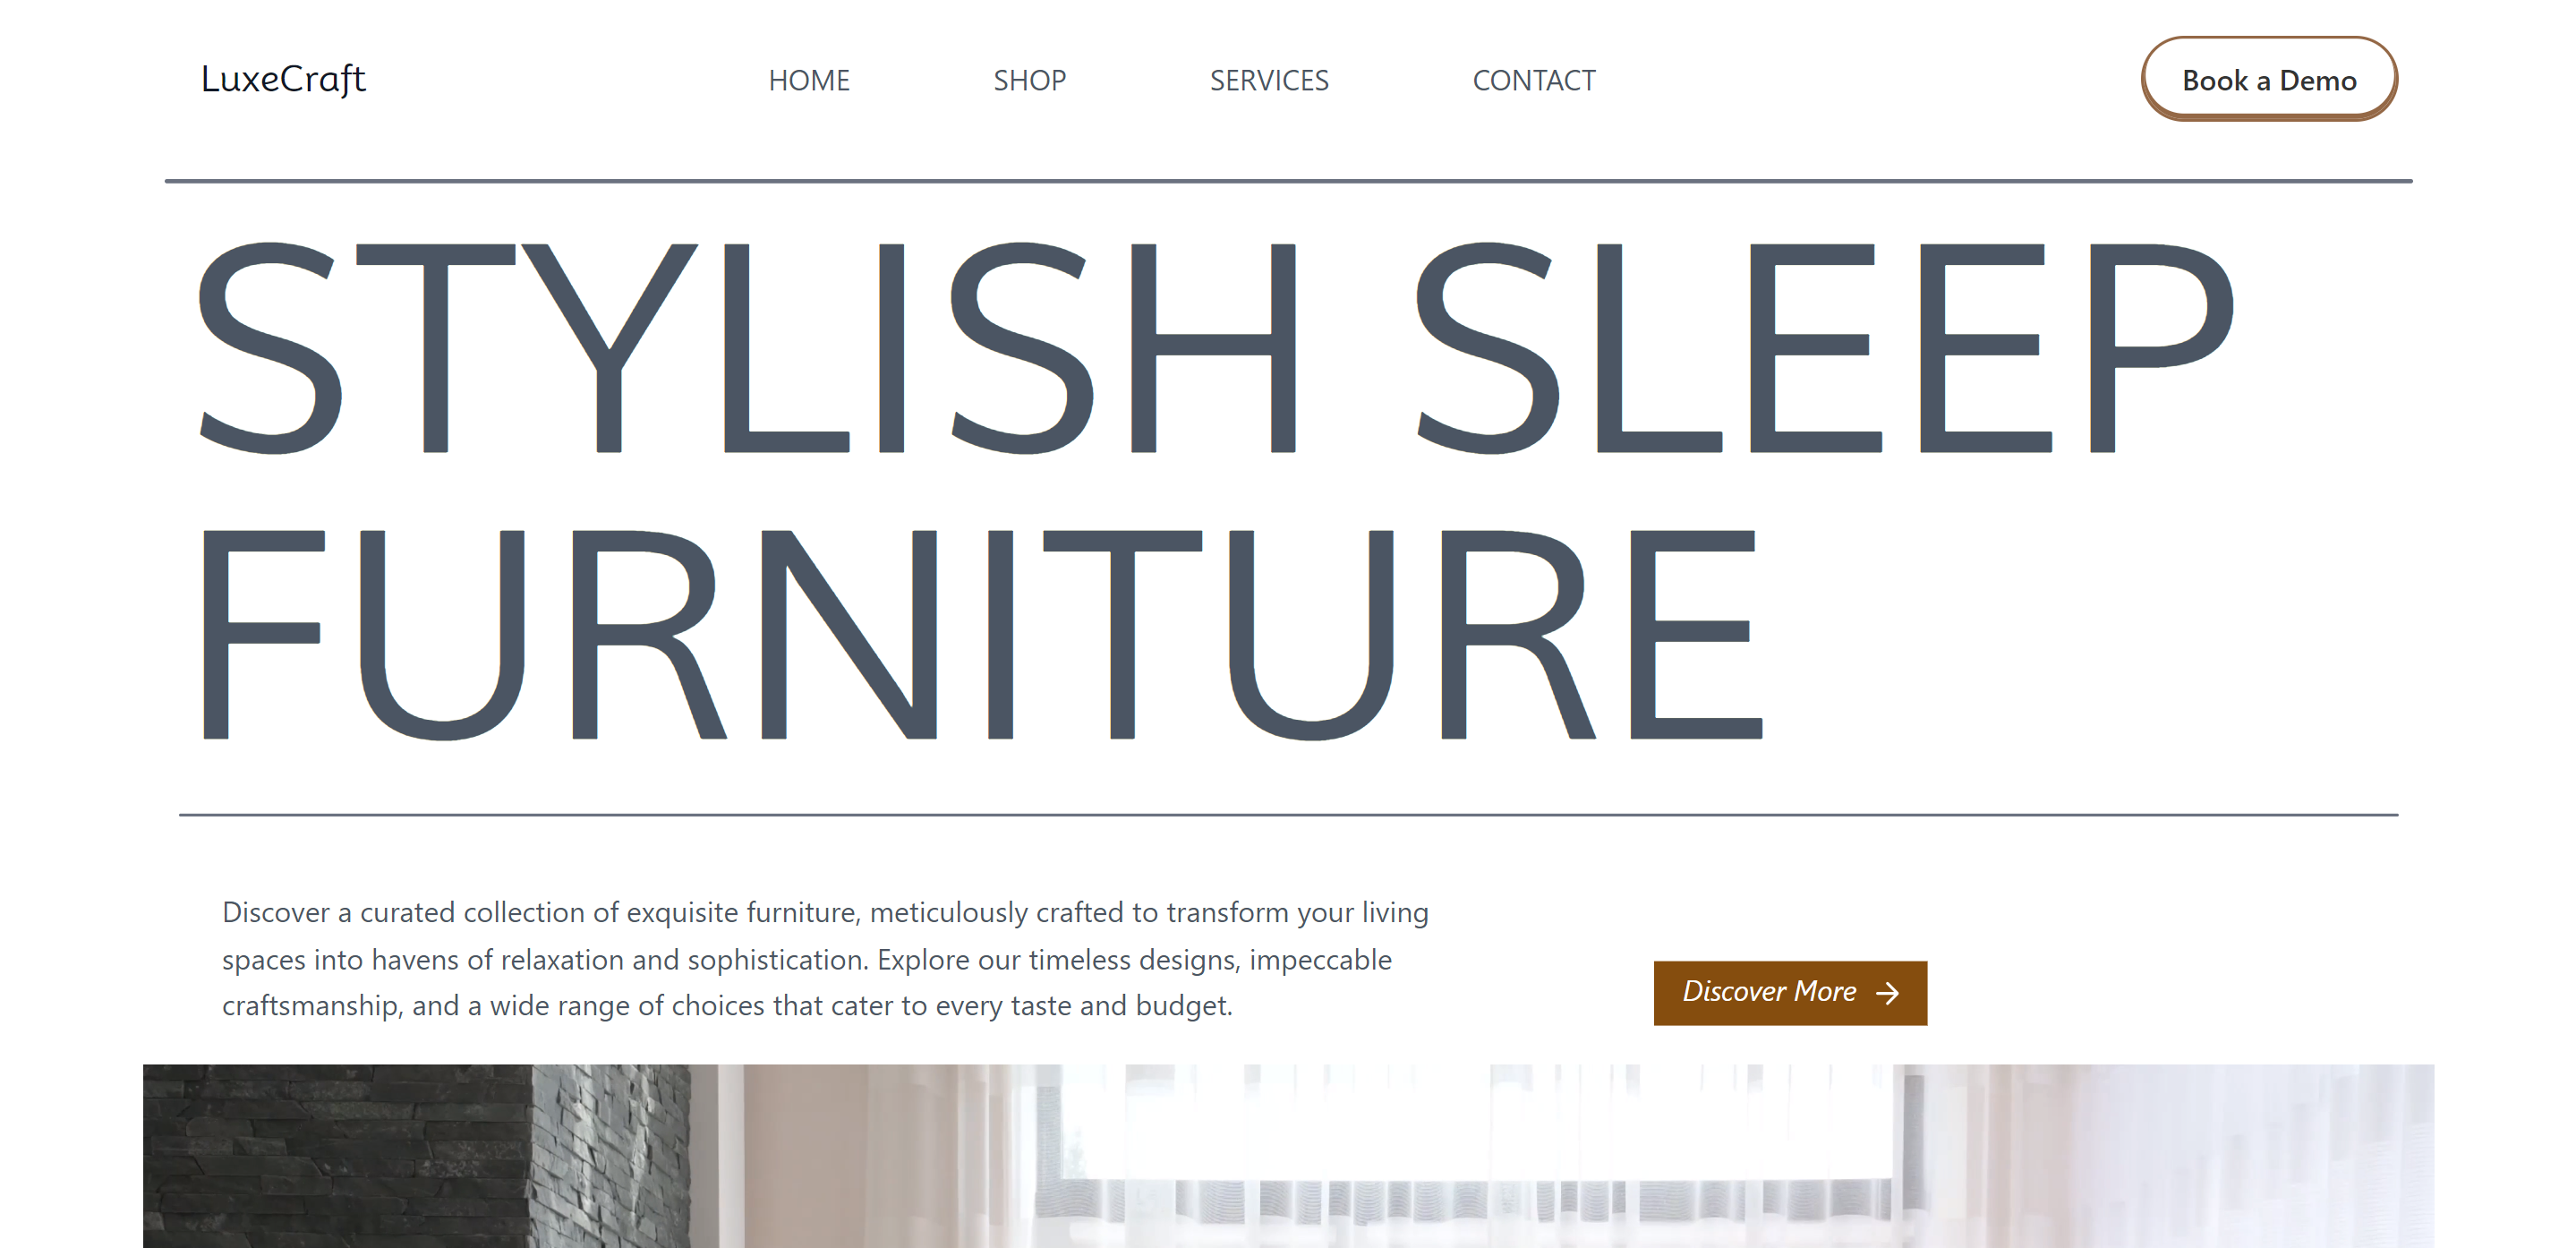 LuxeCraft
HOME SHOP SERVICES CONTACT
Book a Demo
STYLISH SLEEP
FURNITURE
Discover a curated collection of exquisite furniture, meticulously crafted to transform your living
spaces into havens of relaxation and sophistication. Explore our timeless designs, impeccable
craftsmanship, and a wide range of choices that cater to every taste and budget.
Discover More →